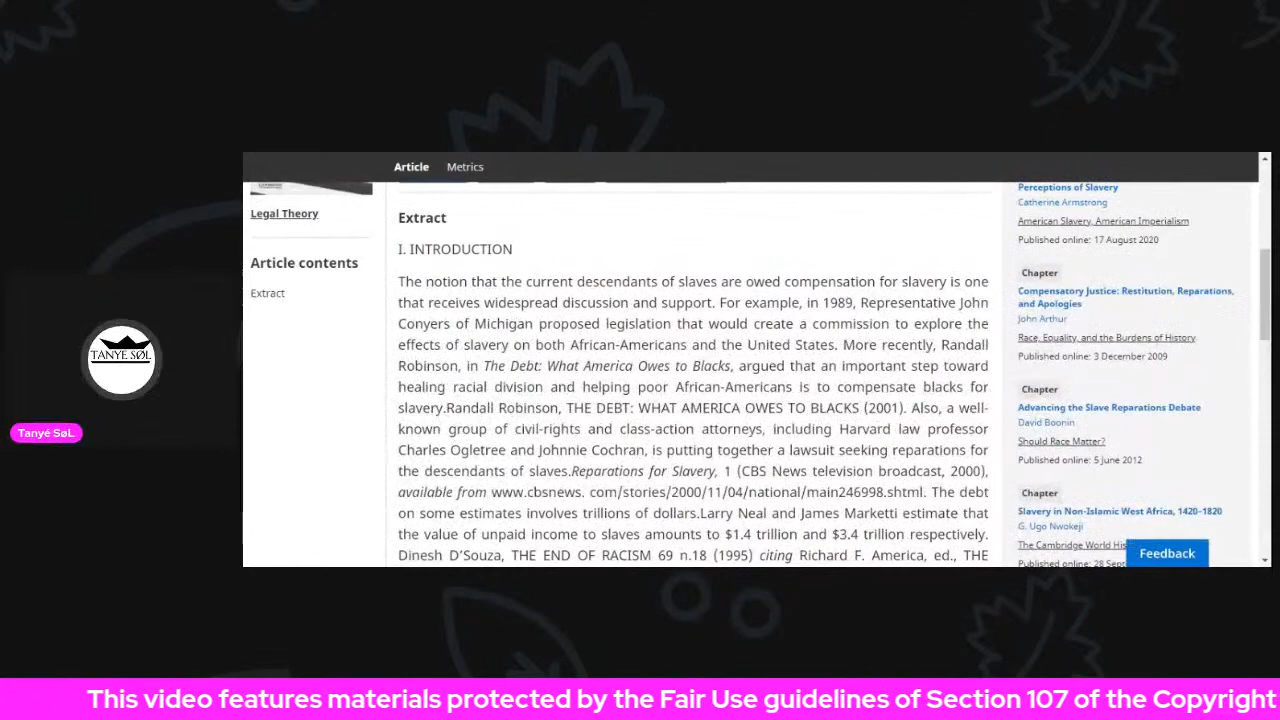 Article Metrics
Legal Theory
Article contents
Extract
Extract
I. INTRODUCTION
The notion that the current descendants of slaves are owed compensation for slavery is one
that receives widespread discussion and support. For example, in 1989, Representative John
Conyers of Michigan proposed legislation that would create a commission to explore the
effects of slavery on both African-Americans and the United States. More recently, Randall
Robinson, in The Debt: What America Owes to Blacks, argued that an important step toward
healing racial division and helping poor African-Americans is to compensate blacks for
slavery.Randall Robinson, THE DEBT: WHAT AMERICA OWES TO BLACKS (2001). Also, a well-
known group of civil-rights and class-action attorneys, including Harvard law professor
Charles Ogletree and Johnnie Cochran, is putting together a lawsuit seeking reparations for
the descendants of slaves.Reparations for Slavery, 1 (CBS News television broadcast, 2000),
available from www.cbsnews. com/stories/2000/11/04/national/main246998.shtml. The debt
on some estimates involves trillions of dollars.Larry Neal and James Marketti estimate that
the value of unpaid income to slaves amounts to $1.4 trillion and $3.4 trillion respectively.
Dinesh D'Souza, THE END OF RACISM 69 n.18 (1995) citing Richard F. America, ed., THE
Perceptions of Slavery
Catherine Armstrong
American Slavery, American Imperialism
Published online: 17 August 2020
Chapter
Compensatory Justice: Restitution, Reparations,
and Apologies
John Arthur
Race, Equality, and the Burdens of History
Published online: 3 December 2009
Chapter
Advancing the Slave Reparations Debate
David Boonin
Should Race Matter?
Published online: 5 June 2012
Chapter
Slavery in Non-Islamic West Africa, 1420–1820
G. Ugo Nwokeji
The Cambridge World His
Published online: 28 Sept
Feedback
TANYE SØL
Tanyé SøL
This video features materials protected by the Fair Use guidelines of Section 107 of the Copyright